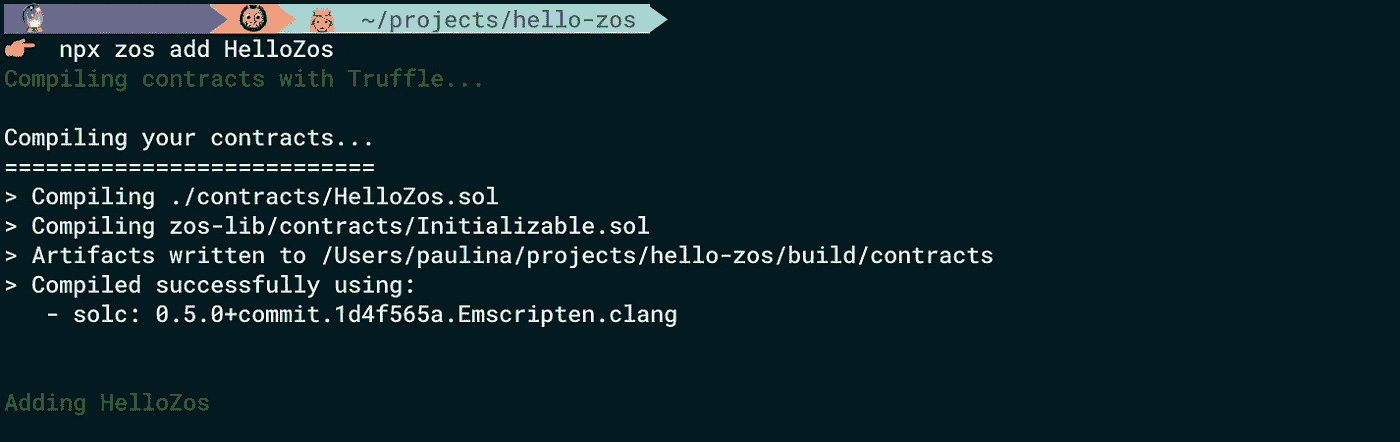 ~/projects/hello-zos
npx zos add HelloZos
Compiling contracts with Truffle...
Compiling your contracts...
===========================
> Compiling ./contracts/HelloZos.sol
> Compiling zos-lib/contracts/Initializable.sol
> Artifacts written to /Users/paulina/projects/hello-zos/build/contracts
> Compiled successfully using:
- solc: 0.5.0+commit.1d4f565a.Emscripten.clang
Adding HelloZos